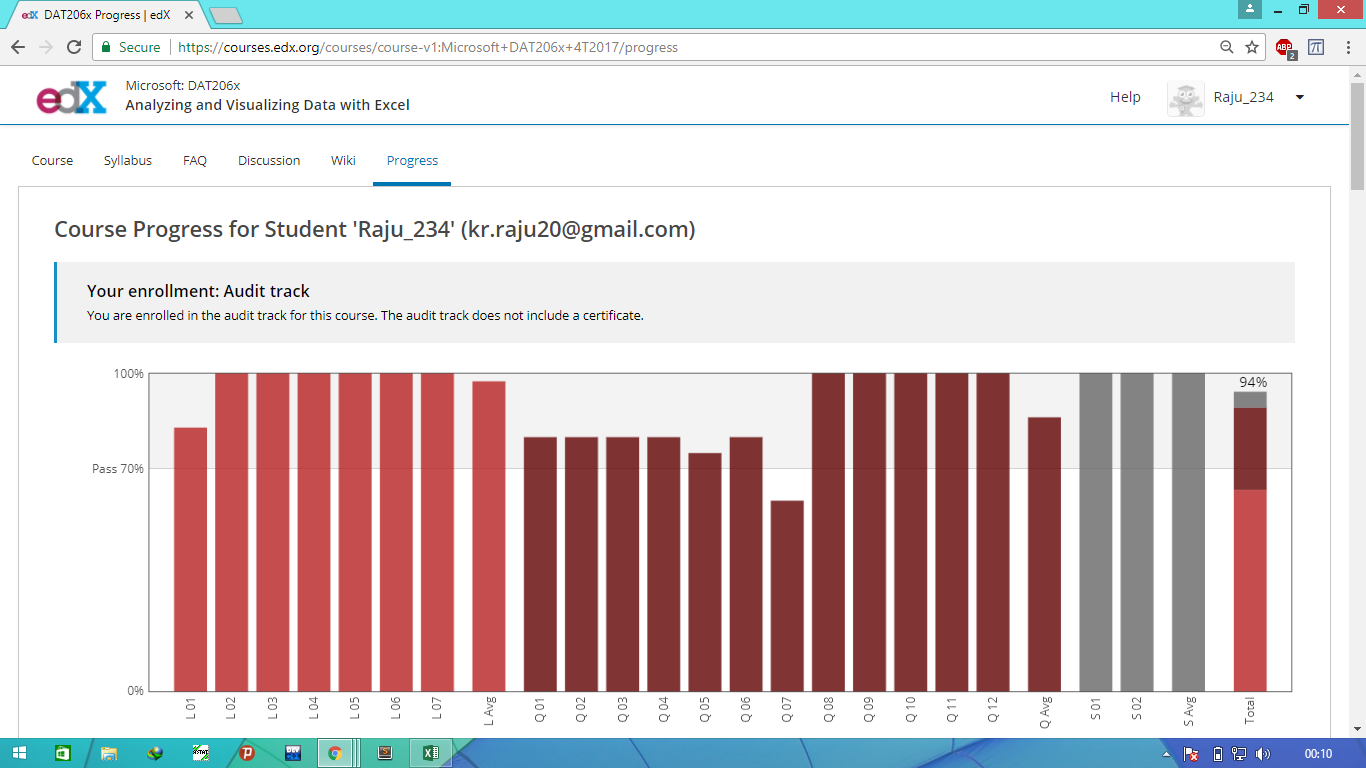 edX DAT206x Progress | edX
Secure https://courses.edx.org/courses/course-v1:Microsoft+DAT206x+4T2017/progress
ABP
2
π
edX
Microsoft: DAT206x
Analyzing and Visualizing Data with Excel
Help
Raju_234
Course Syllabus FAQ Discussion Wiki Progress
Course Progress for Student 'Raju_234' (kr.raju20@gmail.com)
Your enrollment: Audit track
You are enrolled in the audit track for this course. The audit track does not include a certificate.
100%
94%
Pass 70%
0%
L 01 L 02 L 03 L 04 L 05 L 06 L 07 L Avg Q 01 Q 02 Q 03 Q 04 Q 05 Q 06 Q 07 Q 08 Q 09 Q 10 Q 11 Q 12 Q Avg S 01 S 02 S Avg Total
00:10